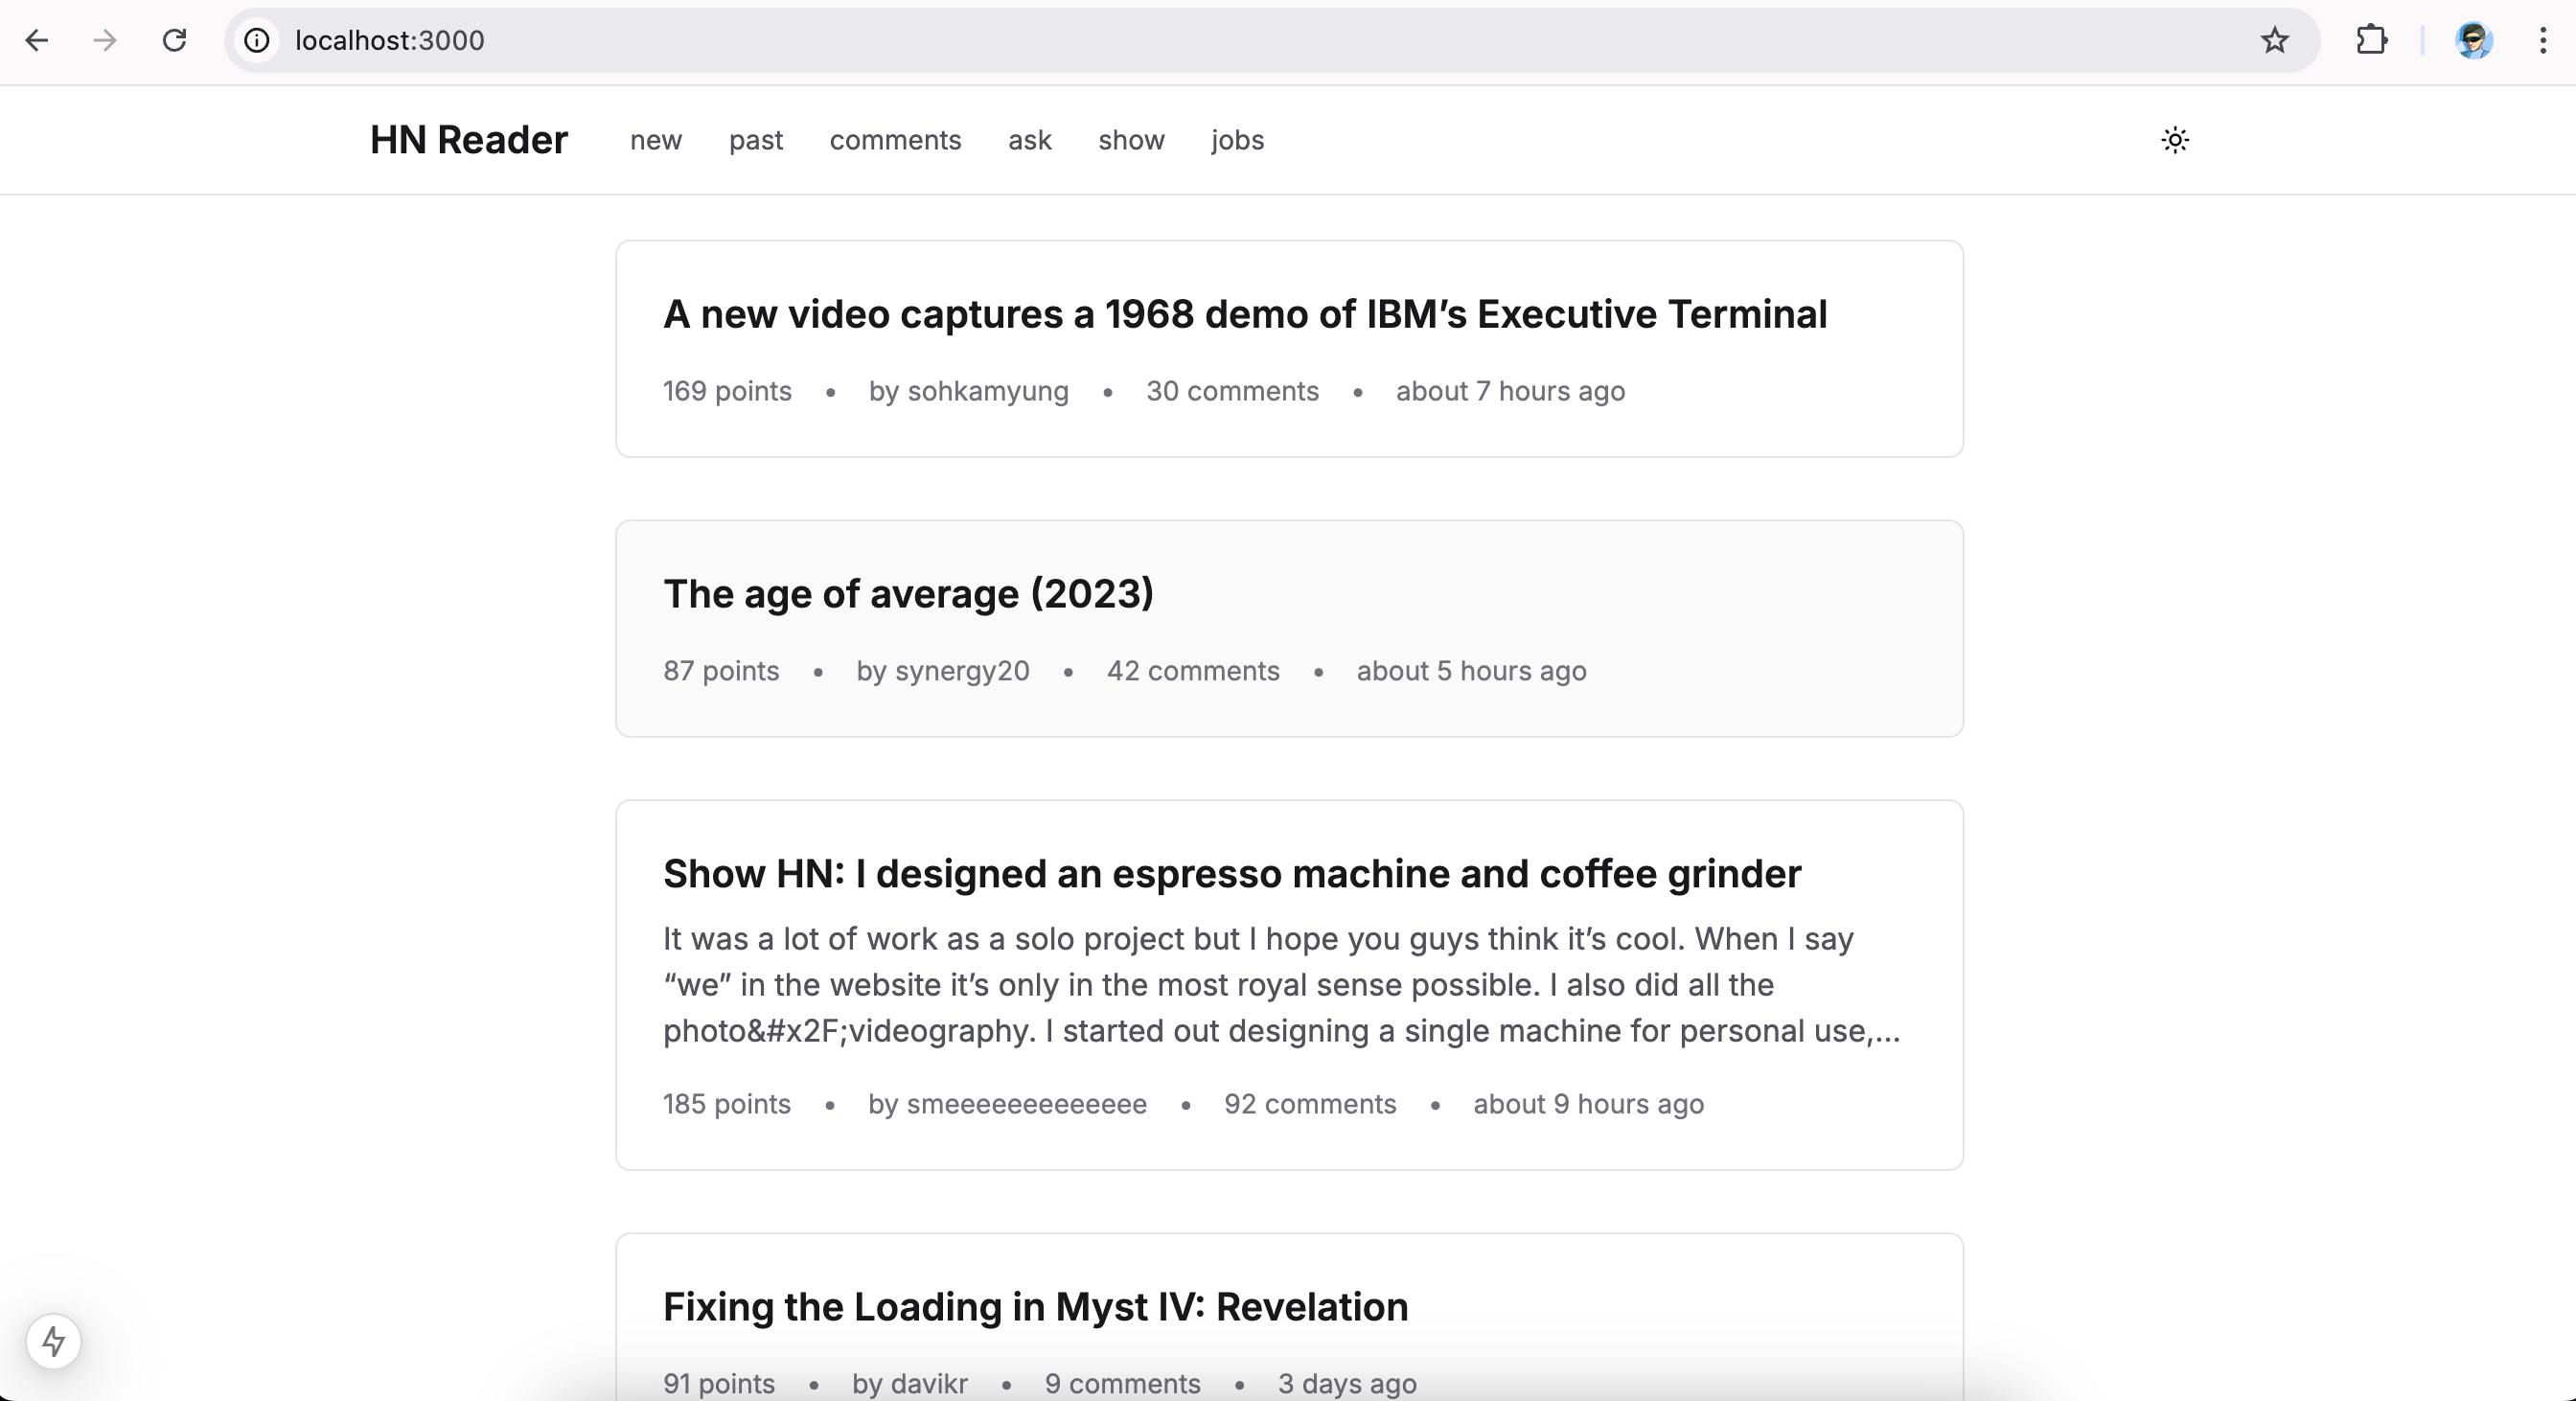 localhost:3000
HN Reader new past comments ask show jobs
A new video captures a 1968 demo of IBM’s Executive Terminal
169 points • by sohkamyung • 30 comments • about 7 hours ago
The age of average (2023)
87 points • by synergy20 • 42 comments • about 5 hours ago
Show HN: I designed an espresso machine and coffee grinder
It was a lot of work as a solo project but I hope you guys think it’s cool. When I say
“we” in the website it’s only in the most royal sense possible. I also did all the
photo&#x2F;videography. I started out designing a single machine for personal use,...
185 points • by smeeeeeeeeeeeee • 92 comments • about 9 hours ago
Fixing the Loading in Myst IV: Revelation
91 points • by davikr • 9 comments • 3 days ago